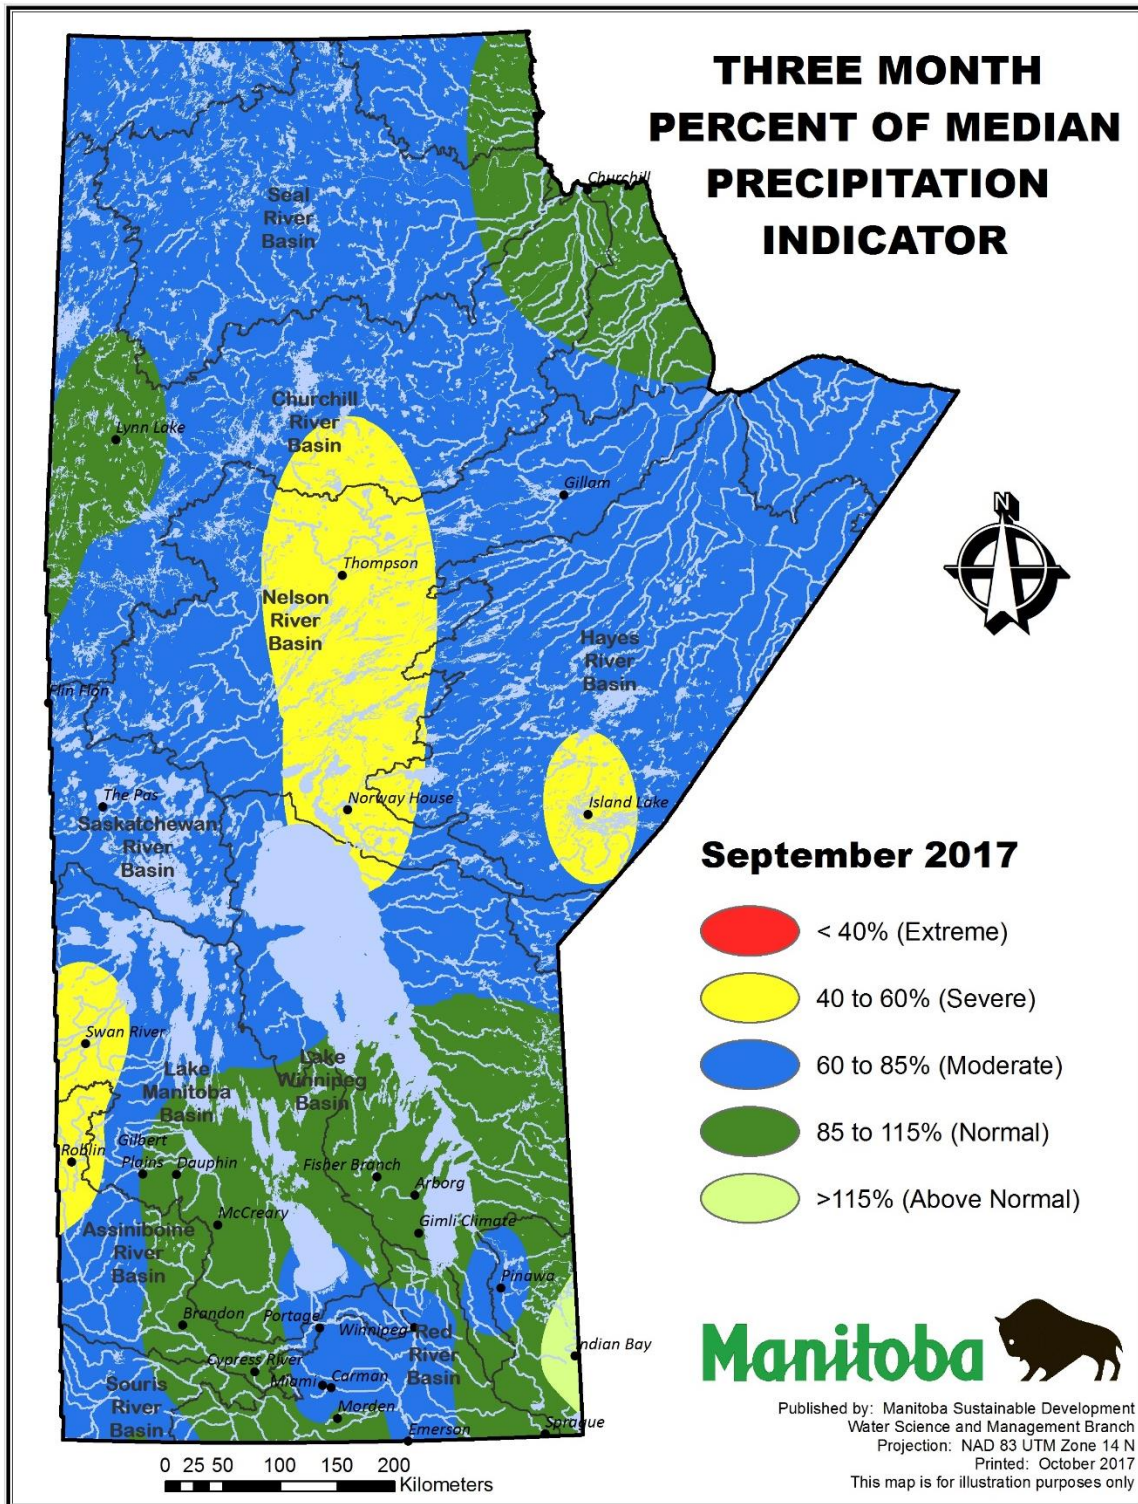 THREE MONTH
PERCENT OF MEDIAN
PRECIPITATION
INDICATOR
Churchill
Seal
River
Basin
Churchill
River
Basin
Lynn Lake
Gillam
N
Thompson
Nelson
River
Basin
Hayes
River
Basin
Flin Flon
The Pas
Norway House
Island Lake
Saskatchewan
River
Basin
September 2017
< 40% (Extreme)
40 to 60% (Severe)
60 to 85% (Moderate)
85 to 115% (Normal)
>115% (Above Normal)
Swan River
Lake
Manitoba
Basin
Lake
Winnipeg
Basin
Roblin
Gilbert
Plains
Dauphin
Fisher Branch
Arborg
McCreary
Gimli Climate
Assiniboine
River
Basin
Pinawa
Brandon
Portage
Winnipeg
Red
River
Basin
Indian Bay
Cypress River
Miami
Carman
Souris
River
Basin
Morden
Emerson
Sprague
Manitoba
0 25 50 100 150 200
Kilometers
Published by: Manitoba Sustainable Development
Water Science and Management Branch
Projection: NAD 83 UTM Zone 14 N
Printed: October 2017
This map is for illustration purposes only